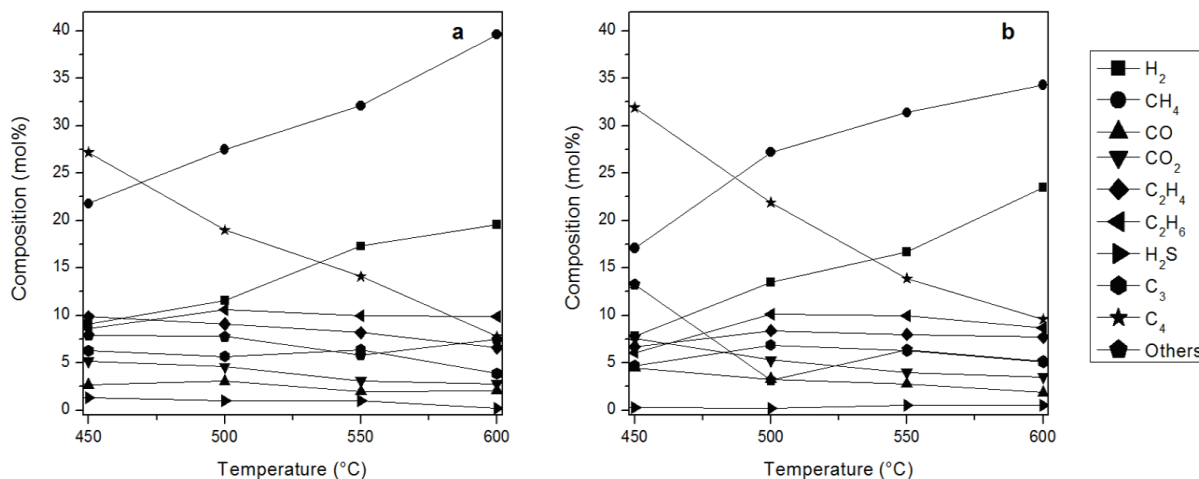 a
40
35
30
25
20
15
10
5
0
Composition (mol%)
450
500
550
600
Temperature (°C)
b
40
35
30
25
20
15
10
5
0
Composition (mol%)
450
500
550
600
Temperature (°C)
H₂
CH₄
CO
CO₂
C₂H₄
C₂H₆
H₂S
C₃
C₄
Others